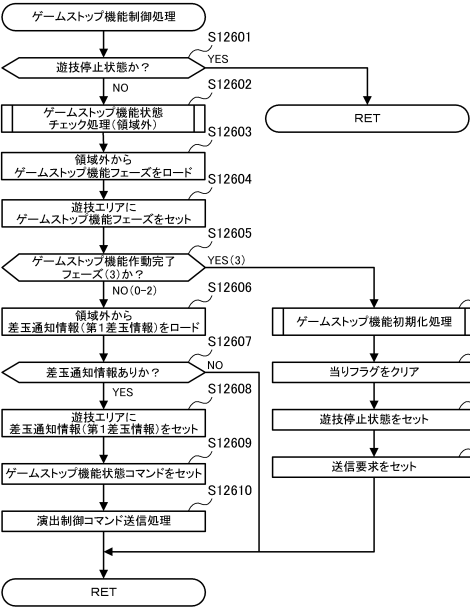 ゲームストップ機能制御処理
S12601
遊技停止状態か?
YES
NO
S12602
ゲームストップ機能状態
チェック処理(領域外)
RET
S12603
領域外から
ゲームストップ機能フェーズをロード
S12604
遊技エリアに
ゲームストップ機能フェーズをセット
S12605
ゲームストップ機能作動完了
フェーズ(3)か?
YES(3)
NO(0-2)
S12606
領域外から
差玉通知情報(第1差玉情報)をロード
ゲームストップ機能初期化処理
S12607
差玉通知情報ありか?
NO
YES
当りフラグをクリア
S12608
遊技エリアに
差玉通知情報(第1差玉情報)をセット
遊技停止状態をセット
S12609
ゲームストップ機能状態コマンドをセット
送信要求をセット
S12610
演出制御コマンド送信処理
RET